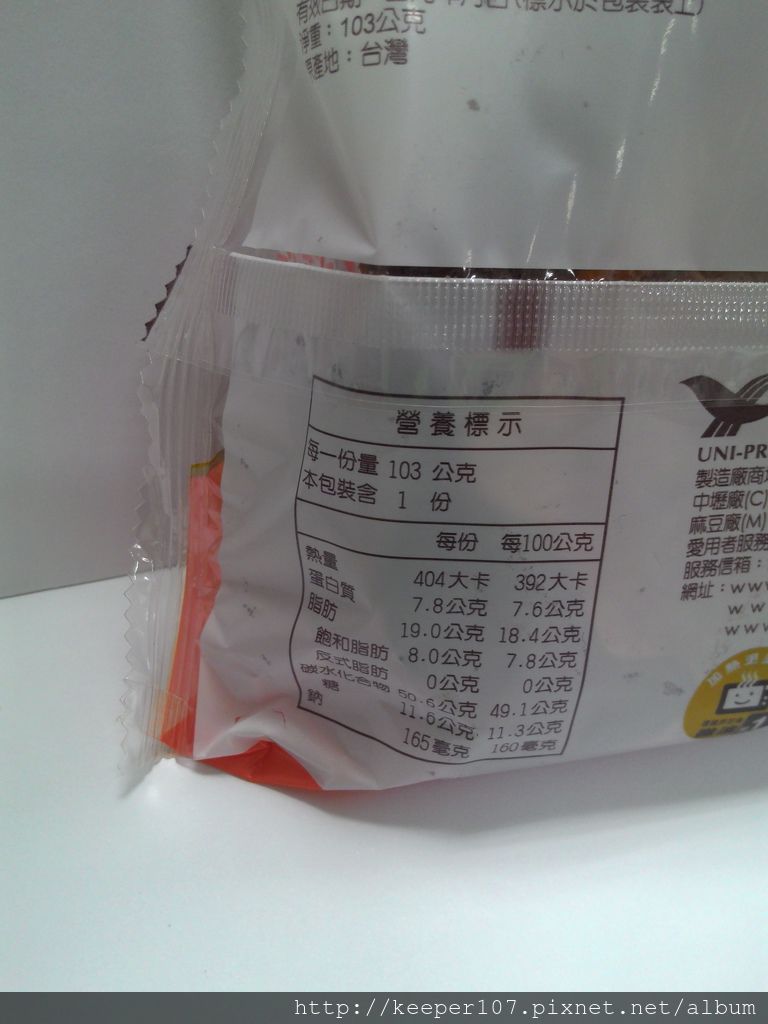 淨重：103公克
原產地：台灣
營養標示
每一份量 103 公克
本包裝含 1 份
每份 每100公克
熱量 404大卡 392大卡
蛋白質 7.8公克 7.6公克
脂肪 19.0公克 18.4公克
飽和脂肪 8.0公克 7.8公克
反式脂肪 0公克 0公克
碳水化合物 50.6公克 49.1公克
糖 11.6公克 11.3公克
鈉 165毫克 160毫克
UNI-PR
製造廠商
中壢廠(C)
麻豆廠(M)
愛用者服務
服務信箱：
網址：ww
w w
www
加熱更
http://keeper107.pixnet.net/album